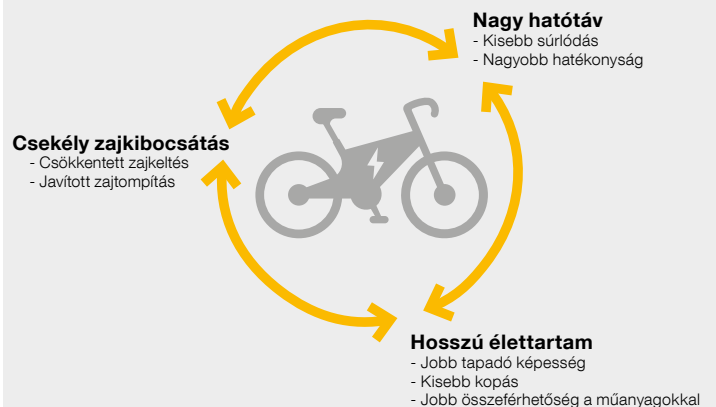 Nagy hatótáv
- Kisebb súrlódás
- Nagyobb hatékonyság
Csekély zajkibocsátás
- Csökkentett zajkeltés
- Javított zajtompítás
Hosszú élettartam
- Jobb tapadó képesség
- Kisebb kopás
- Jobb összeférhetőség a műanyagokkal